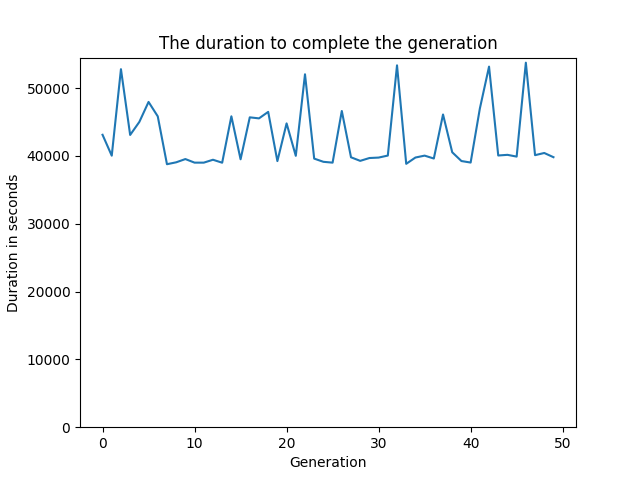 The duration to complete the generation
Duration in seconds
50000
40000
30000
20000
10000
0
0 10 20 30 40 50
Generation